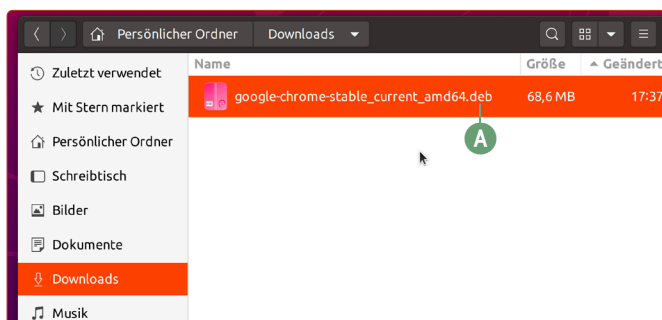 Persönlicher Ordner Downloads
Name Größe Geändert
Zuletzt verwendet
google-chrome-stable_current_amd64.deb 68,6 MB 17:37
Mit Stern markiert
A
Persönlicher Ordner
Schreibtisch
Bilder
Dokumente
Downloads
Musik